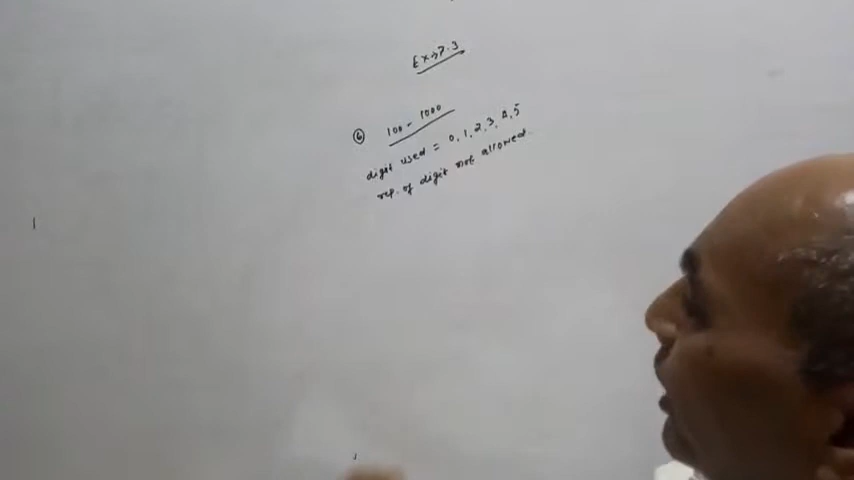 Ex→7.3
⑥ 100 - 1000
digit used = 0,1,2,3,4,5
rep. of digit not allowed.